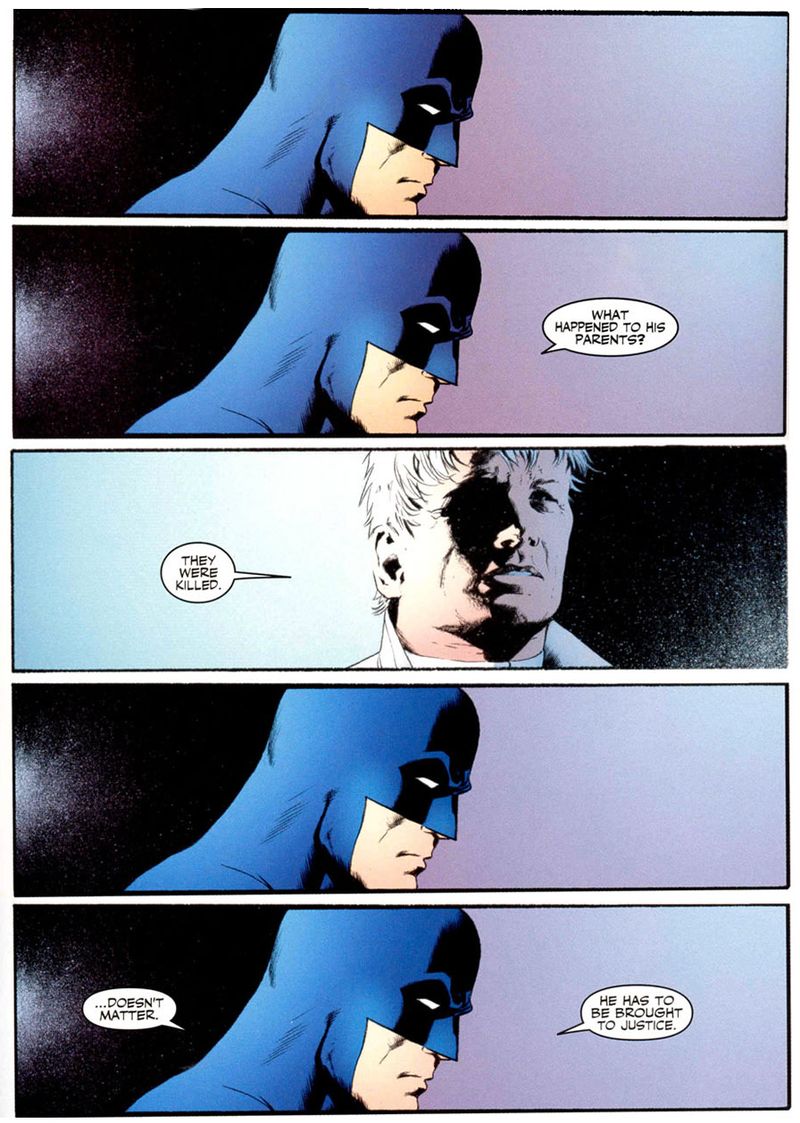 WHAT
HAPPENED TO HIS
PARENTS?
THEY
WERE
KILLED.
...DOESN'T
MATTER.
HE HAS TO
BE BROUGHT
TO JUSTICE.